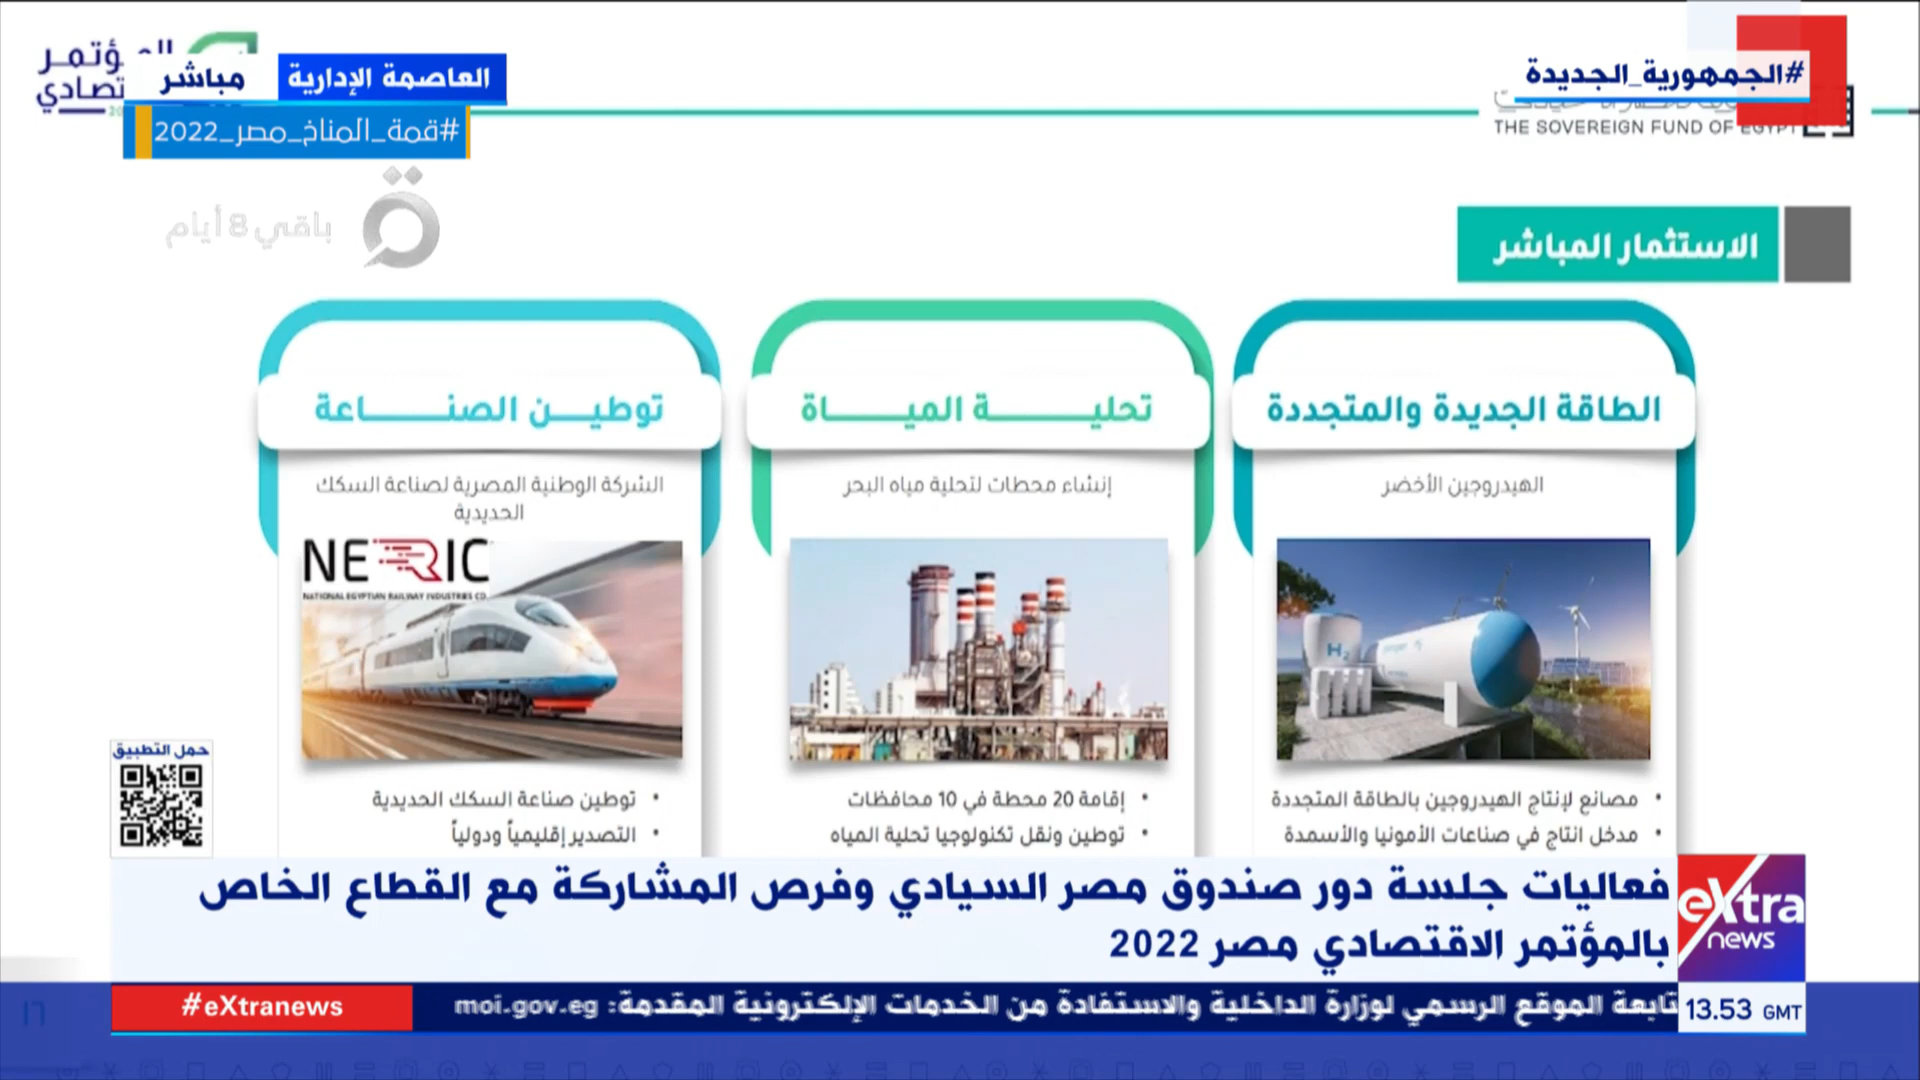 #الجمهورية_الجديدة
THE SOVEREIGN FUND OF EGYPT
العاصمة الإدارية
مباشر
#قمة_المناخ_مصر_2022
باقي 8 أيام
الاستثمار المباشر
الطاقة الجديدة والمتجددة
الهيدروجين الأخضر
H2
• مصانع لإنتاج الهيدروجين بالطاقة المتجددة
• مدخل انتاج في صناعات الأمونيا والأسمدة
تحليـــة الميـــاة
إنشاء محطات لتحلية مياه البحر
• إقامة 20 محطة في 10 محافظات
• توطين ونقل تكنولوجيا تحلية المياه
توطيـــن الصنـــاعة
الشركة الوطنية المصرية لصناعة السكك
الحديدية
NERIC
NATIONAL EGYPTIAN RAILWAY INDUSTRIES CO.
• توطين صناعة السكك الحديدية
• التصدير إقليمياً ودولياً
حمل التطبيق
فعاليات جلسة دور صندوق مصر السيادي وفرص المشاركة مع القطاع الخاص
بالمؤتمر الاقتصادي مصر 2022
eXtra
news
#eXtranews
الموقع الرسمي لوزارة الداخلية والاستفادة من الخدمات الإلكترونية المقدمة: moi.gov.eg
13.53 GMT
١٦